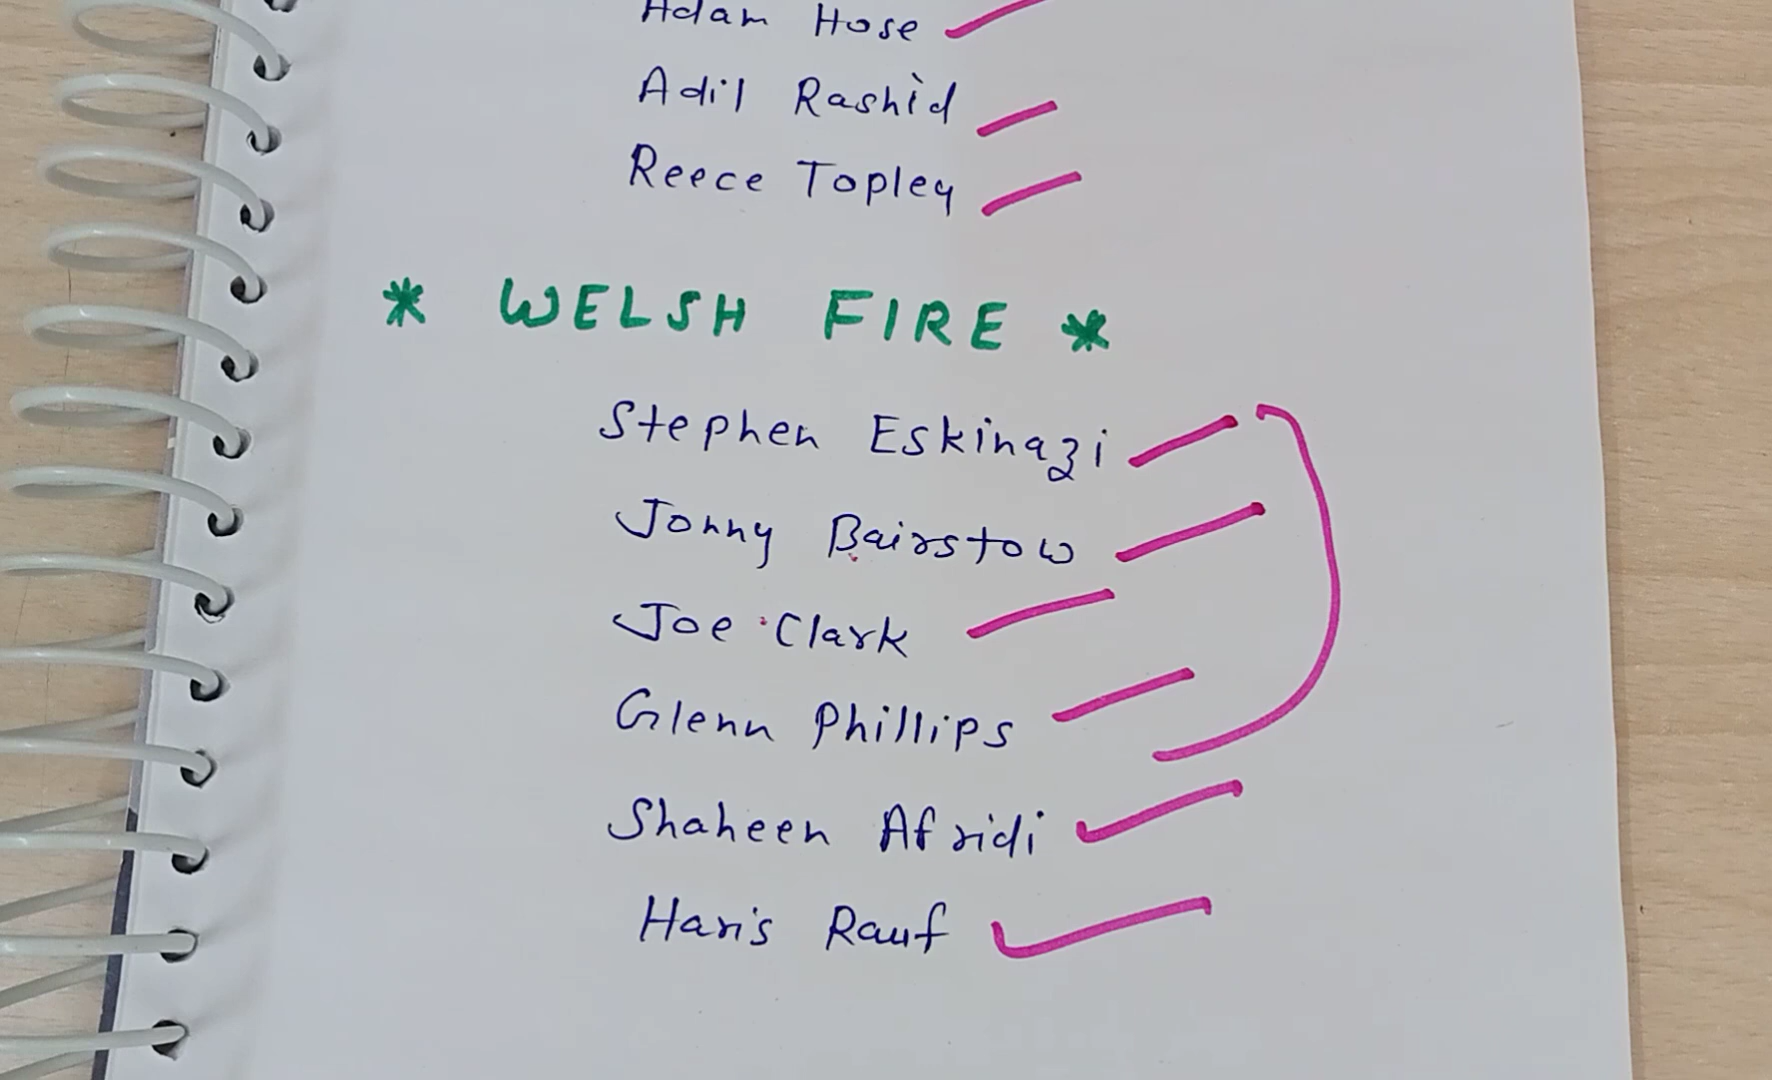 Adam Hose
Adil Rashid
Reece Topley
* WELSH FIRE *
Stephen Eskinazi
Jonny Bairstow
Joe Clark
Glenn Phillips
Shaheen Afridi
Haris Rauf